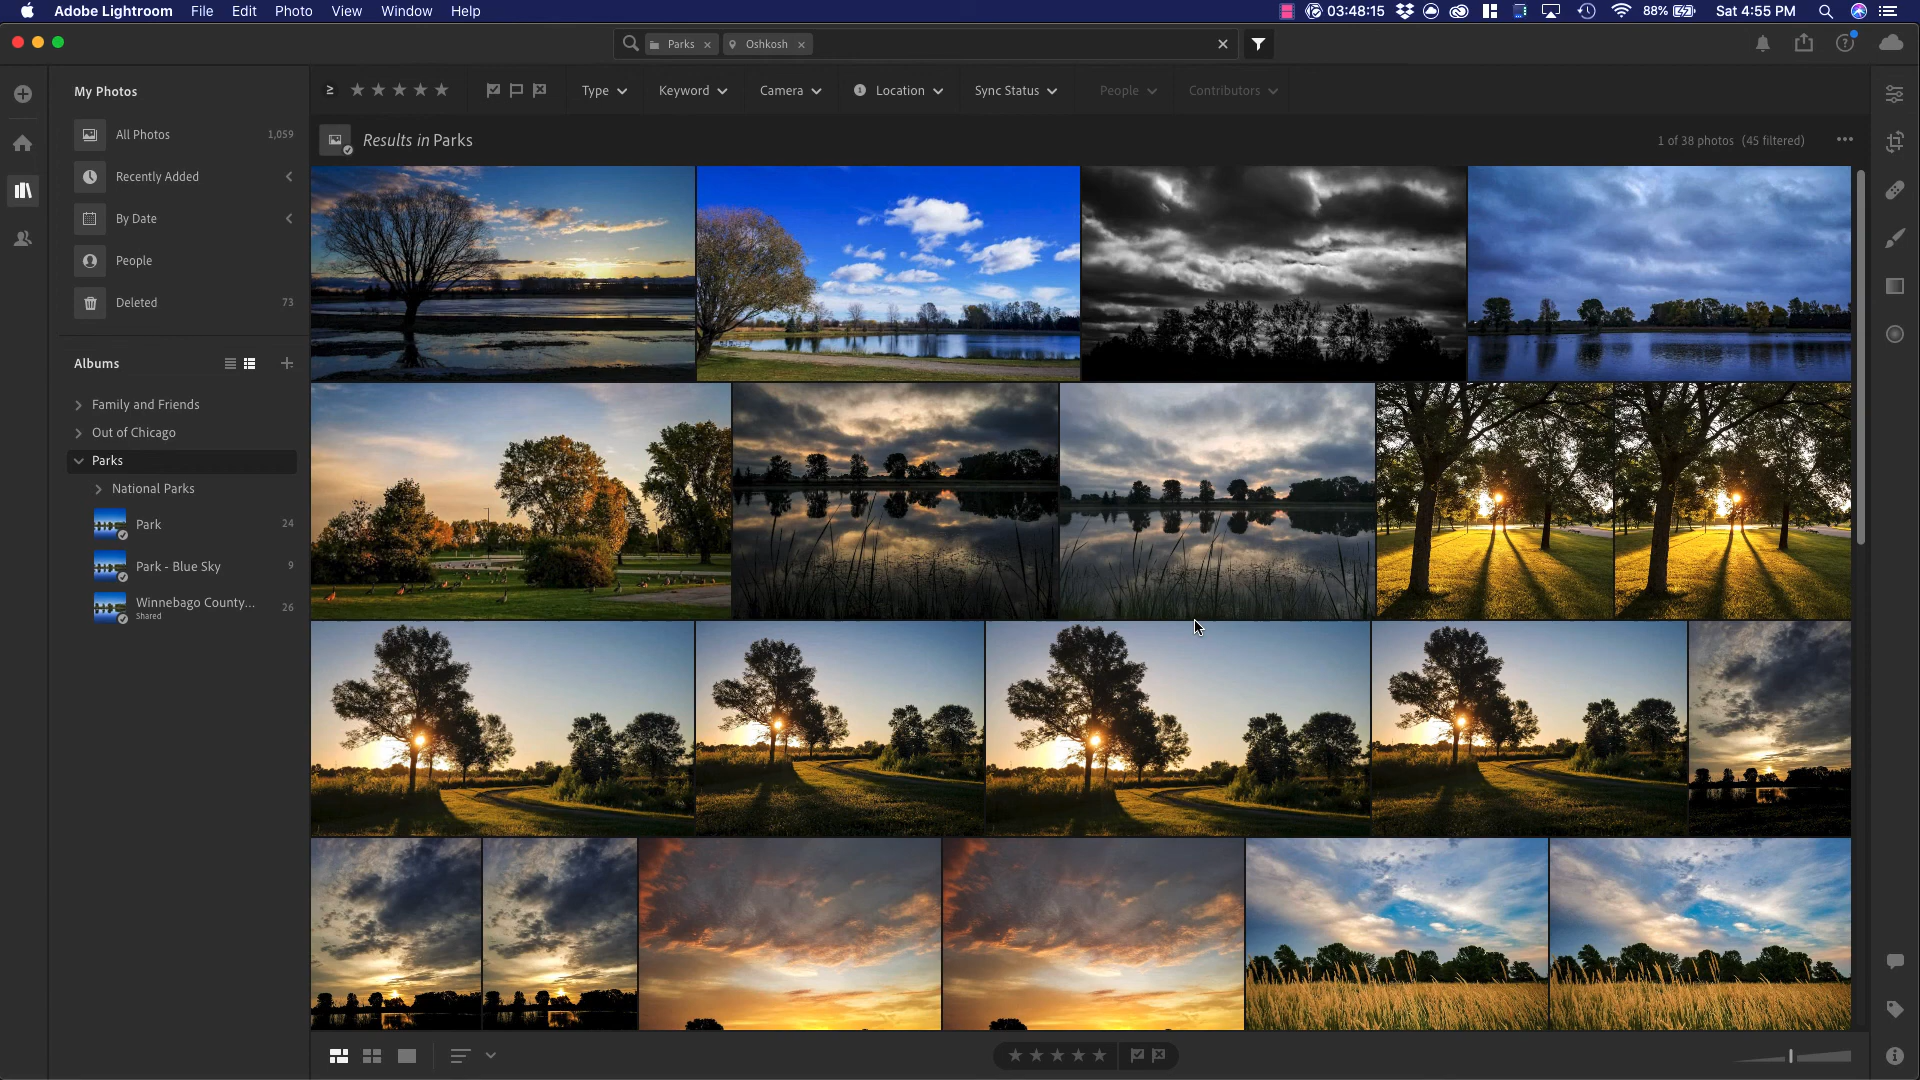 Adobe Lightroom File Edit Photo View Window Help 03:48:15 88% Sat 4:55 PM
Parks × Oshkosh ×
My Photos
≥ Type Keyword Camera Location Sync Status People Contributors
All Photos 1,059
Results in Parks 1 of 38 photos (45 filtered)
Recently Added
By Date
People
Deleted 73
Albums
Family and Friends
Out of Chicago
Parks
National Parks
Park 24
Park - Blue Sky 9
Winnebago County... 26
Shared